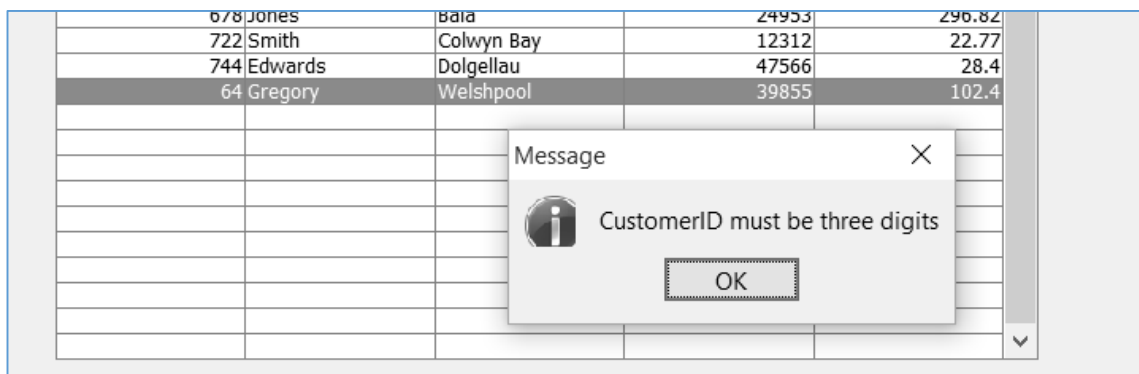 678 Jones Bala 24953 296.82
722 Smith Colwyn Bay 12312 22.77
744 Edwards Dolgellau 47566 28.4
64 Gregory Welshpool 39855 102.4
Message
CustomerID must be three digits
OK